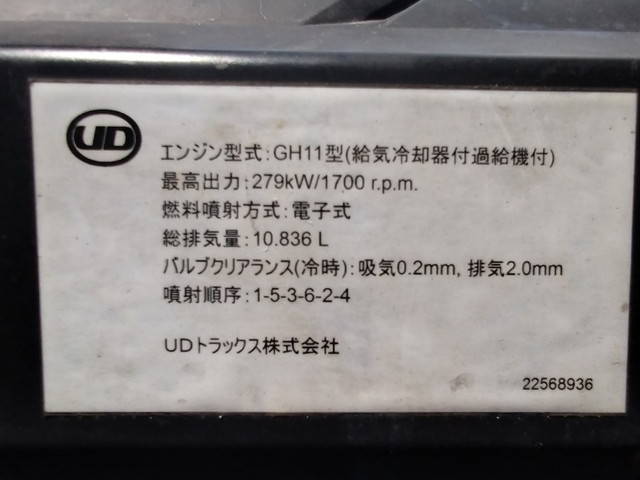 UD
エンジン型式:GH11型(給気冷却器付過給機付)
最高出力:279kW/1700 r.p.m.
燃料噴射方式:電子式
総排気量:10.836 L
バルブクリアランス(冷時):吸気0.2mm, 排気2.0mm
噴射順序:1-5-3-6-2-4
UDトラックス株式会社
22568936